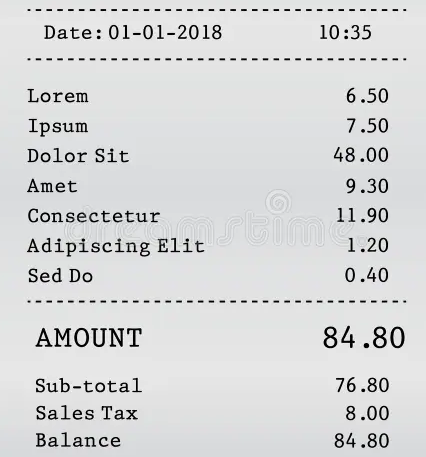 Date: 01-01-2018 10:35
Lorem 6.50
Ipsum 7.50
Dolor Sit 48.00
Amet 9.30
Consectetur 11.90
Adipiscing Elit 1.20
Sed Do 0.40
AMOUNT 84.80
Sub-total 76.80
Sales Tax 8.00
Balance 84.80
dreamstime